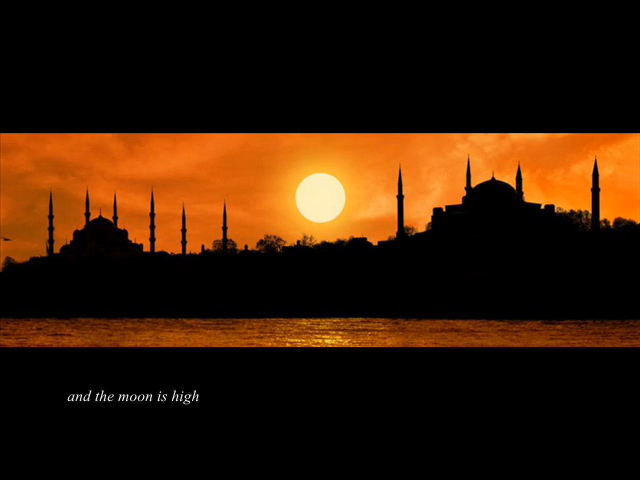 and the moon is high